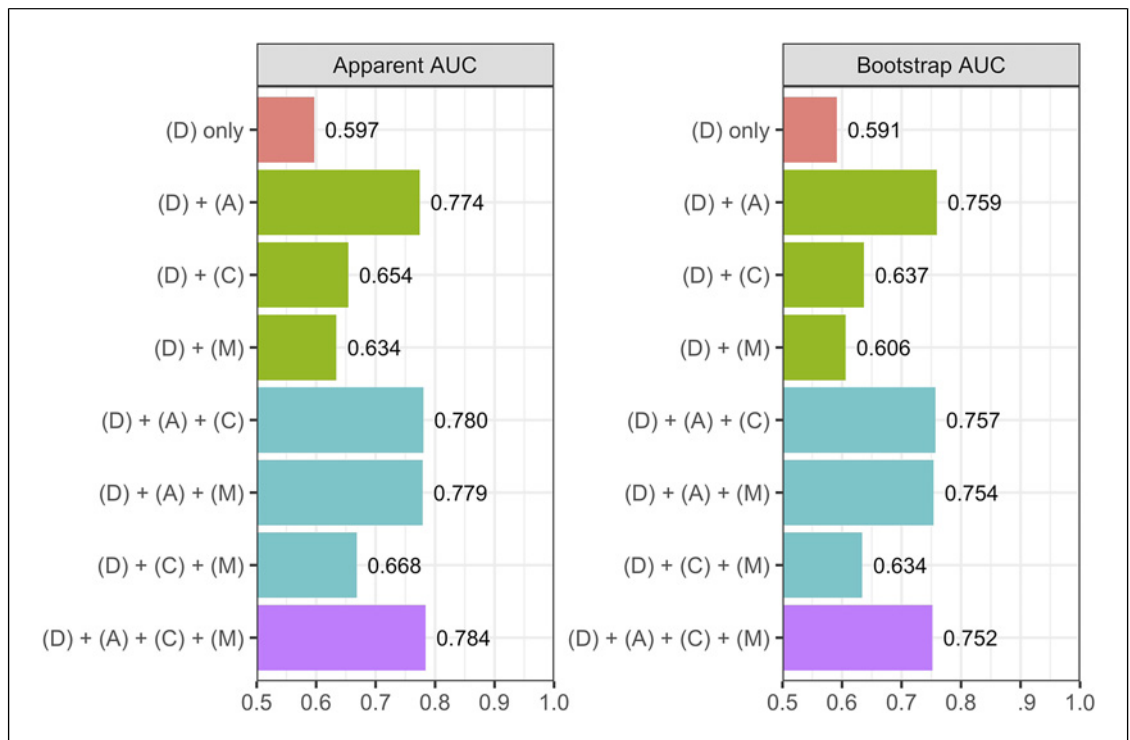 Apparent AUC
(D) only 0.597
(D) + (A) 0.774
(D) + (C) 0.654
(D) + (M) 0.634
(D) + (A) + (C) 0.780
(D) + (A) + (M) 0.779
(D) + (C) + (M) 0.668
(D) + (A) + (C) + (M) 0.784
0.5 0.6 0.7 0.8 0.9 1.0
Bootstrap AUC
(D) only 0.591
(D) + (A) 0.759
(D) + (C) 0.637
(D) + (M) 0.606
(D) + (A) + (C) 0.757
(D) + (A) + (M) 0.754
(D) + (C) + (M) 0.634
(D) + (A) + (C) + (M) 0.752
0.5 0.6 0.7 0.8 .9 1.0